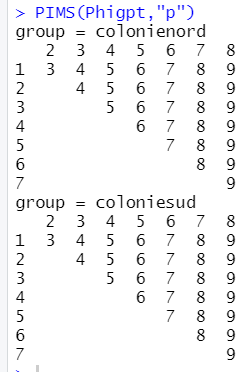 > PIMS(Phigpt,"p")
group = colonienord
  2 3 4 5 6 7 8
1 3 4 5 6 7 8 9
2   4 5 6 7 8 9
3     5 6 7 8 9
4       6 7 8 9
5         7 8 9
6           8 9
7             9
group = coloniesud
  2 3 4 5 6 7 8
1 3 4 5 6 7 8 9
2   4 5 6 7 8 9
3     5 6 7 8 9
4       6 7 8 9
5         7 8 9
6           8 9
7             9
>